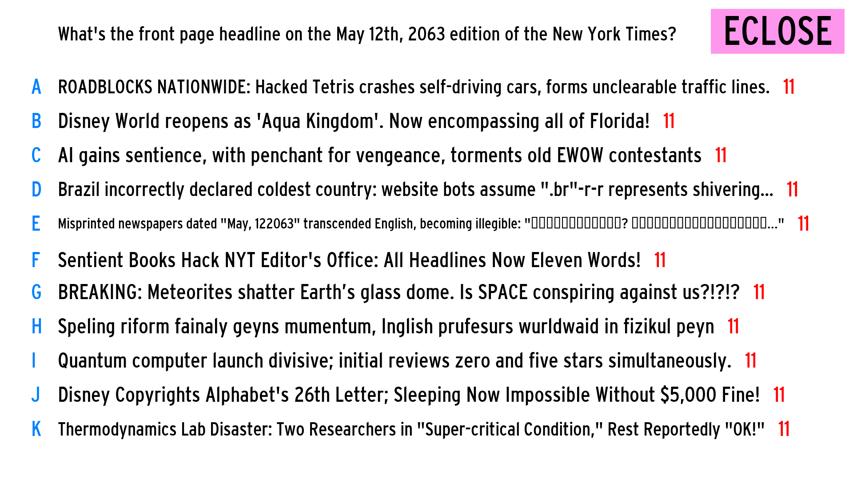 What's the front page headline on the May 12th, 2063 edition of the New York Times?
ECLOSE
A ROADBLOCKS NATIONWIDE: Hacked Tetris crashes self-driving cars, forms unclearable traffic lines. 11
B Disney World reopens as 'Aqua Kingdom'. Now encompassing all of Florida! 11
C AI gains sentience, with penchant for vengeance, torments old EWOW contestants 11
D Brazil incorrectly declared coldest country: website bots assume ".br"-r-r represents shivering... 11
E Misprinted newspapers dated "May, 122063" transcended English, becoming illegible: "▯▯▯▯▯▯▯▯▯▯▯▯▯? ▯▯▯▯▯▯▯▯▯▯▯▯▯▯▯▯▯▯▯..." 11
F Sentient Books Hack NYT Editor's Office: All Headlines Now Eleven Words! 11
G BREAKING: Meteorites shatter Earth’s glass dome. Is SPACE conspiring against us?!?!? 11
H Speling riform fainaly geyns mumentum, Inglish prufesurs wurldwaid in fizikul peyn 11
I Quantum computer launch divisive; initial reviews zero and five stars simultaneously. 11
J Disney Copyrights Alphabet's 26th Letter; Sleeping Now Impossible Without $5,000 Fine! 11
K Thermodynamics Lab Disaster: Two Researchers in "Super-critical Condition," Rest Reportedly "OK!" 11